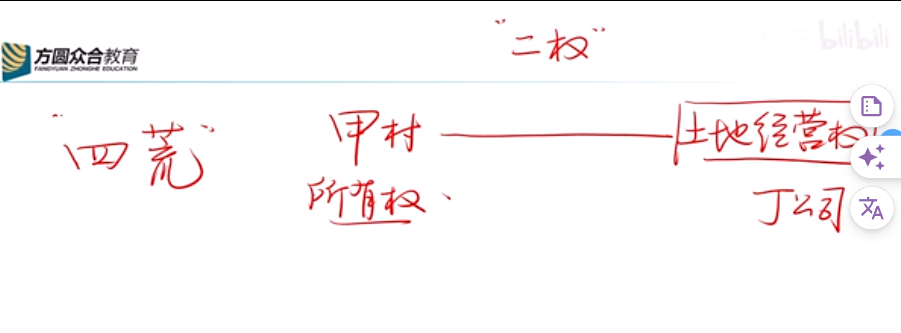 “二权”
bilibili
方圆众合教育
FANGYUAN ZHONGHE EDUCATION
“四荒” 甲村 土地经营权
所有权 丁公司